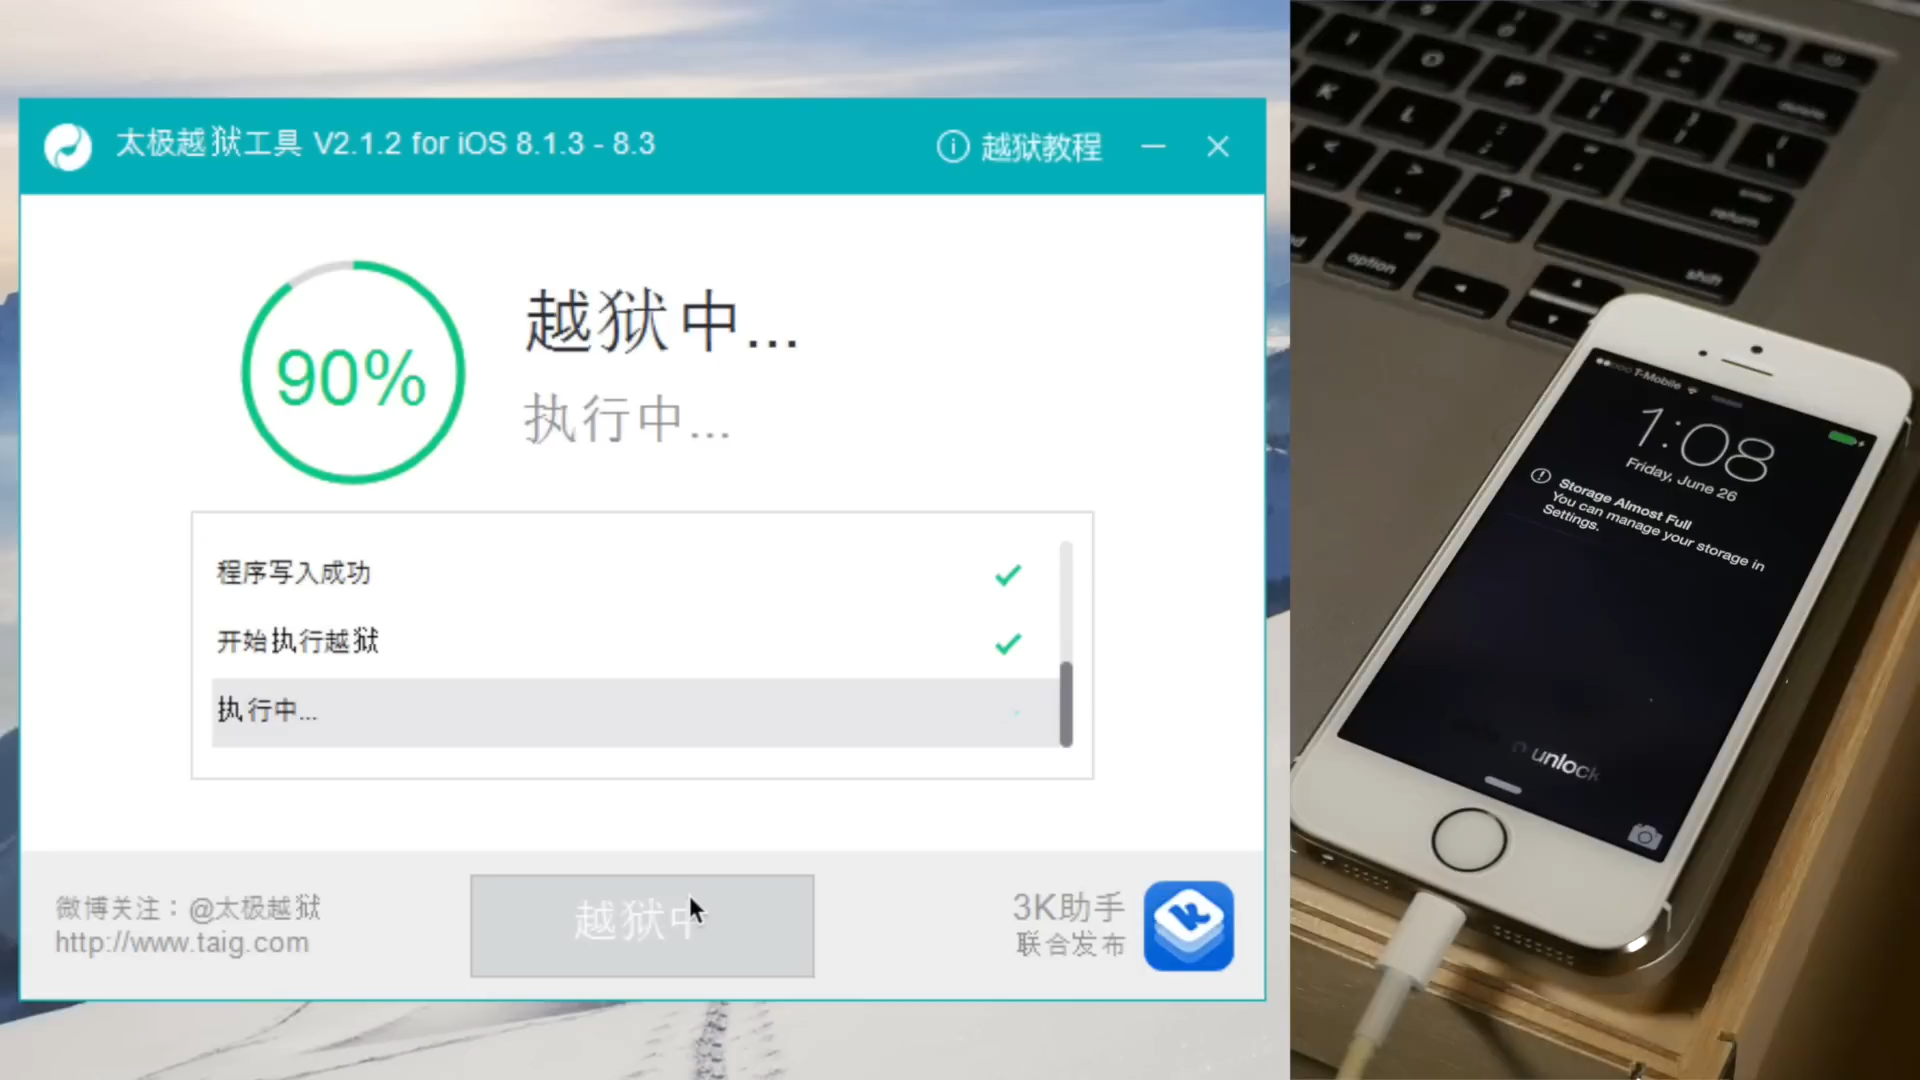 太极越狱工具 V2.1.2 for iOS 8.1.3 - 8.3
越狱教程
90%
越狱中...
执行中...
程序写入成功
开始执行越狱
执行中...
微博关注：@太极越狱
http://www.taig.com
越狱中
3K助手
联合发布
I
O
P
K
L
option
return
shift
T-Mobile
1:08
Friday, June 26
Storage Almost Full
You can manage your storage in
Settings.
unlock